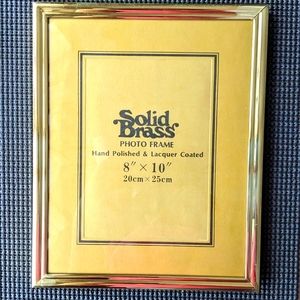 Solid
Brass
PHOTO FRAME
Hand Polished & Lacquer Coated
8" × 10"
20cm × 25cm